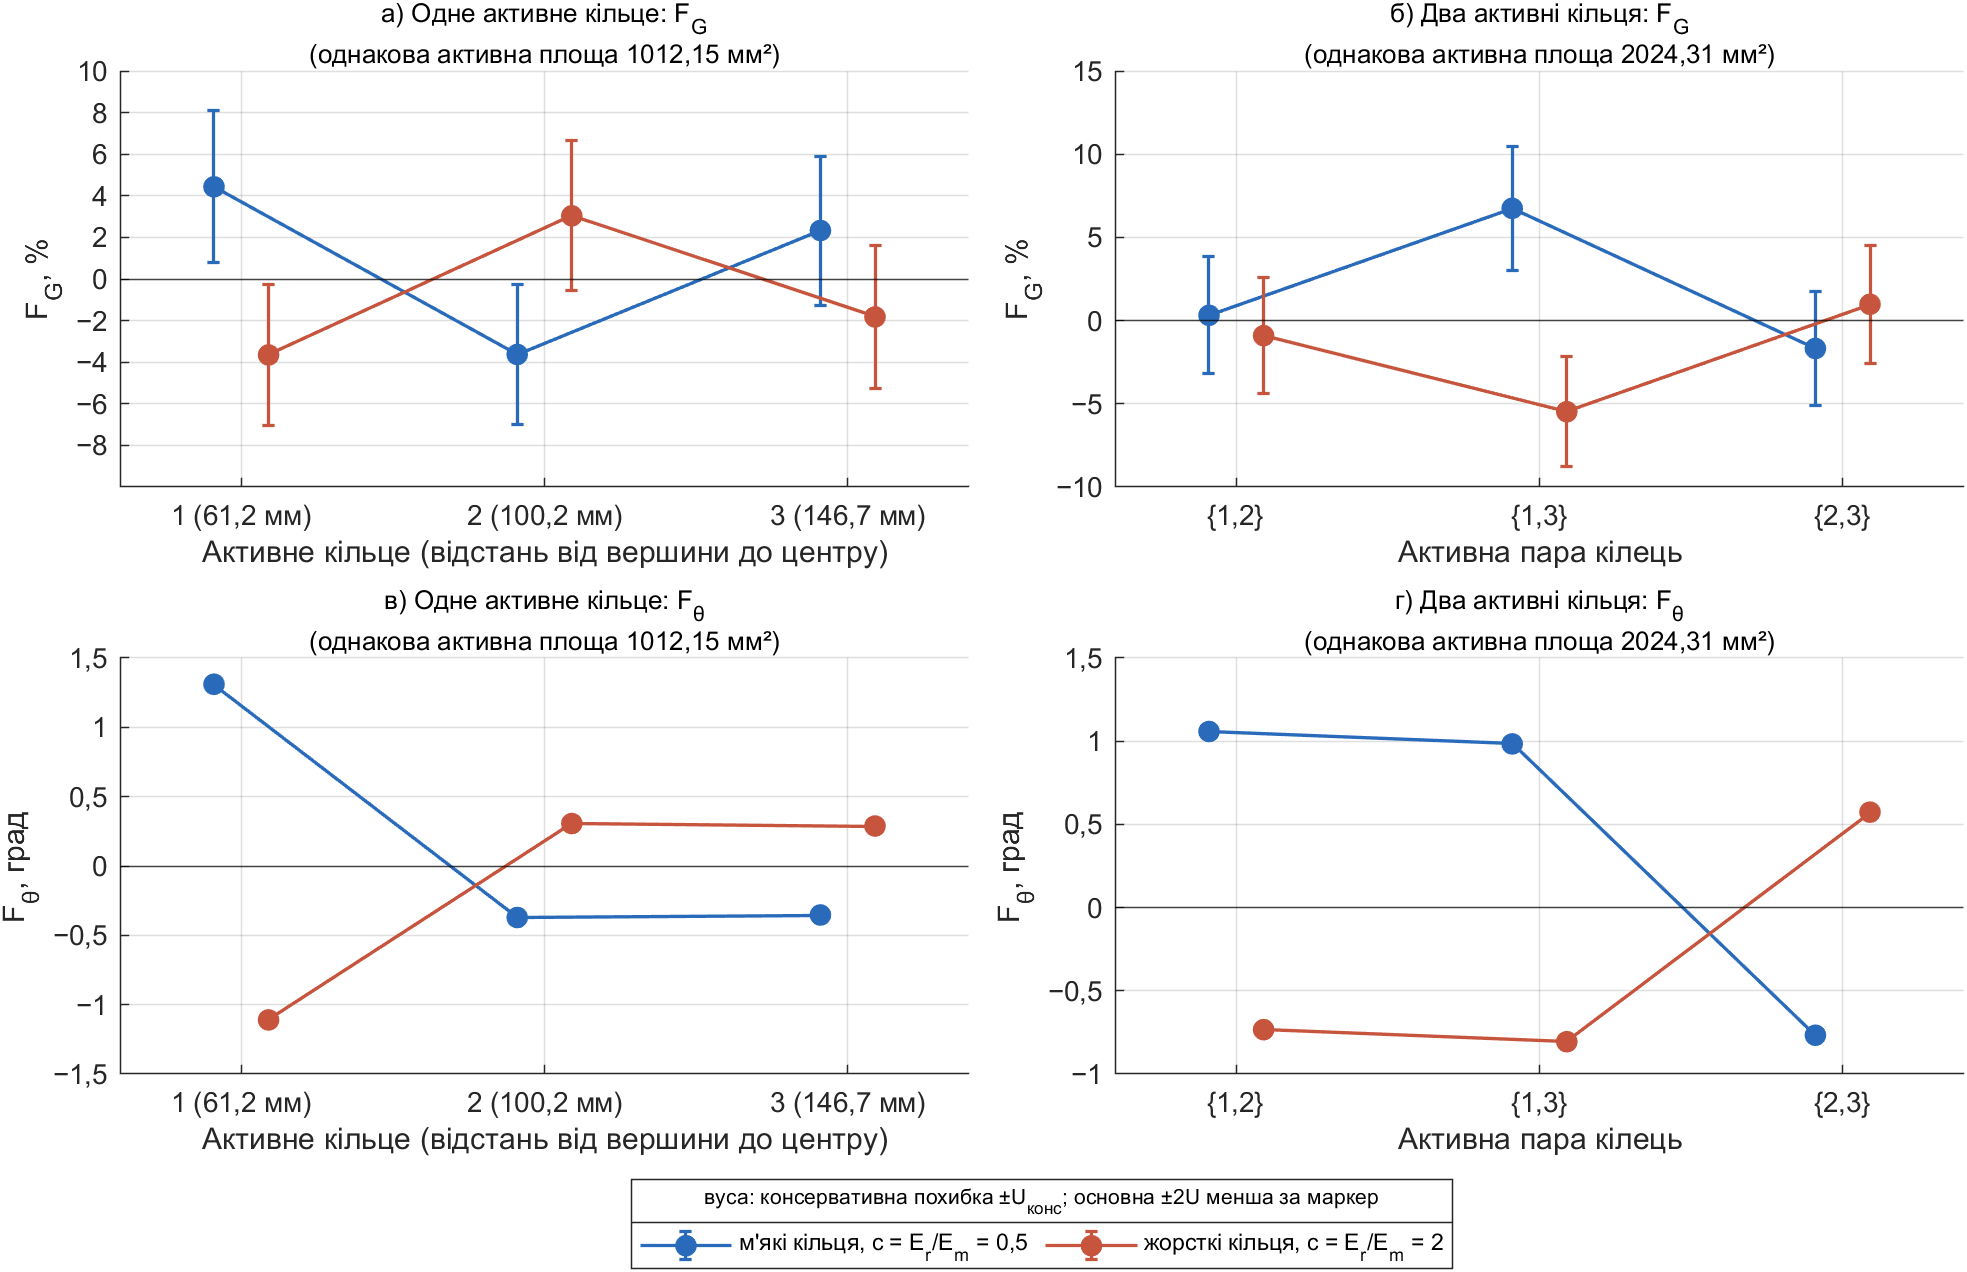 а) Одне активне кільце: F_G
(однакова активна площа 1012,15 мм²)
10
8
6
4
2
0
−2
−4
−6
−8
F_G, %
1 (61,2 мм) 2 (100,2 мм) 3 (146,7 мм)
Активне кільце (відстань від вершини до центру)
б) Два активні кільця: F_G
(однакова активна площа 2024,31 мм²)
15
10
5
0
−5
−10
F_G, %
{1,2} {1,3} {2,3}
Активна пара кілець
в) Одне активне кільце: F_θ
(однакова активна площа 1012,15 мм²)
1,5
1
0,5
0
−0,5
−1
−1,5
F_θ, град
1 (61,2 мм) 2 (100,2 мм) 3 (146,7 мм)
Активне кільце (відстань від вершини до центру)
г) Два активні кільця: F_θ
(однакова активна площа 2024,31 мм²)
1,5
1
0,5
0
−0,5
−1
F_θ, град
{1,2} {1,3} {2,3}
Активна пара кілець
вуса: консервативна похибка ±U_конс; основна ±2U менша за маркер
м'які кільця, c = E_r/E_m = 0,5 жорсткі кільця, c = E_r/E_m = 2